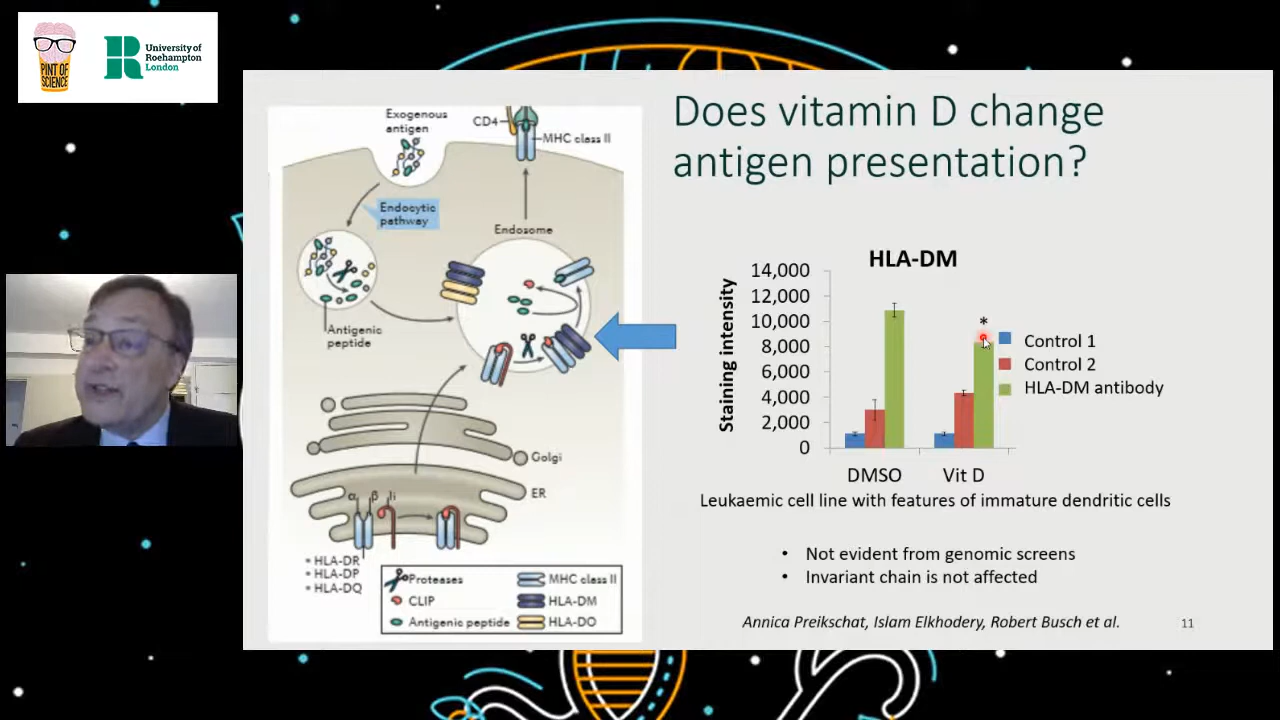 PINT OF
SCIENCE
University of
Roehampton
London
Does vitamin D change
antigen presentation?
Exogenous
antigen
CD4
MHC class II
Endocytic
pathway
Endosome
Antigenic
peptide
Golgi
ER
α β Ii
• HLA-DR
• HLA-DP
• HLA-DQ
Proteases
CLIP
Antigenic peptide
MHC class II
HLA-DM
HLA-DO
HLA-DM
Staining intensity
14,000
12,000
10,000
8,000
6,000
4,000
2,000
0
*
DMSO
Vit D
Control 1
Control 2
HLA-DM antibody
Leukaemic cell line with features of immature dendritic cells
• Not evident from genomic screens
• Invariant chain is not affected
Annica Preikschat, Islam Elkhodery, Robert Busch et al.
11